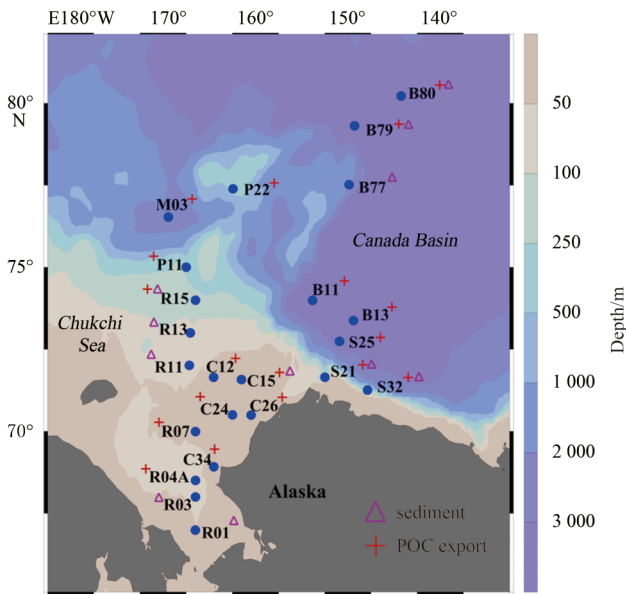 E180°W 170° 160° 150° 140°
80°
N
75°
70°
B80
B79
B77
P22
M03
Canada Basin
P11
R15
B11
B13
Chukchi
Sea
R13
S25
R11
C12
C15
S21
S32
C24
C26
R07
C34
R04A
R03
R01
Alaska
sediment
POC export
50
100
250
500
1 000
2 000
3 000
Depth/m